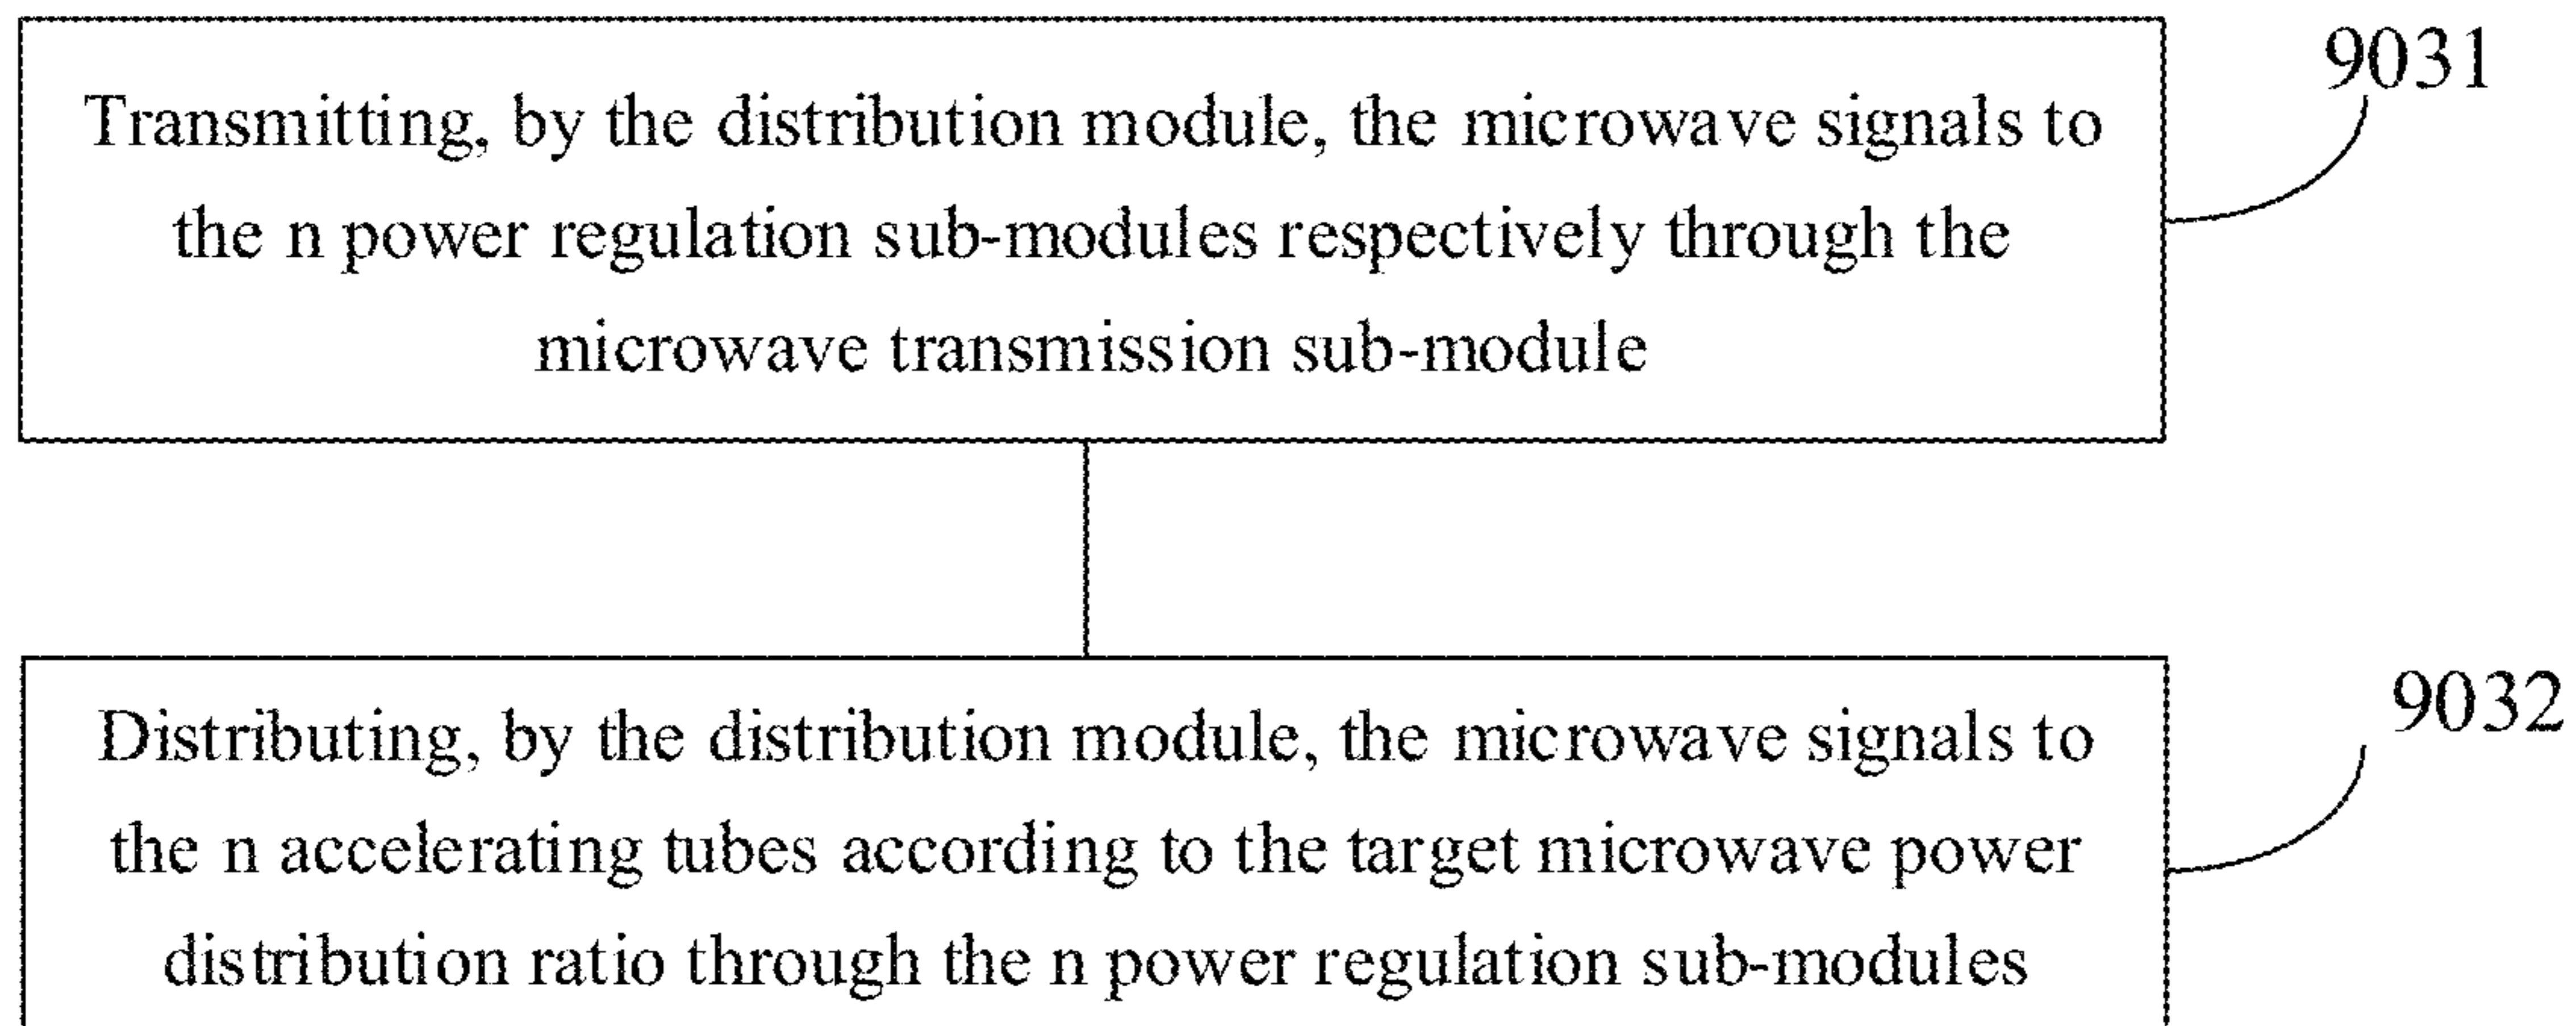 Transmitting, by the distribution module, the microwave signals to
the n power regulation sub-modules respectively through the
microwave transmission sub-module
9031
Distributing, by the distribution module, the microwave signals to
the n accelerating tubes according to the target microwave power
distribution ratio through the n power regulation sub-modules
9032